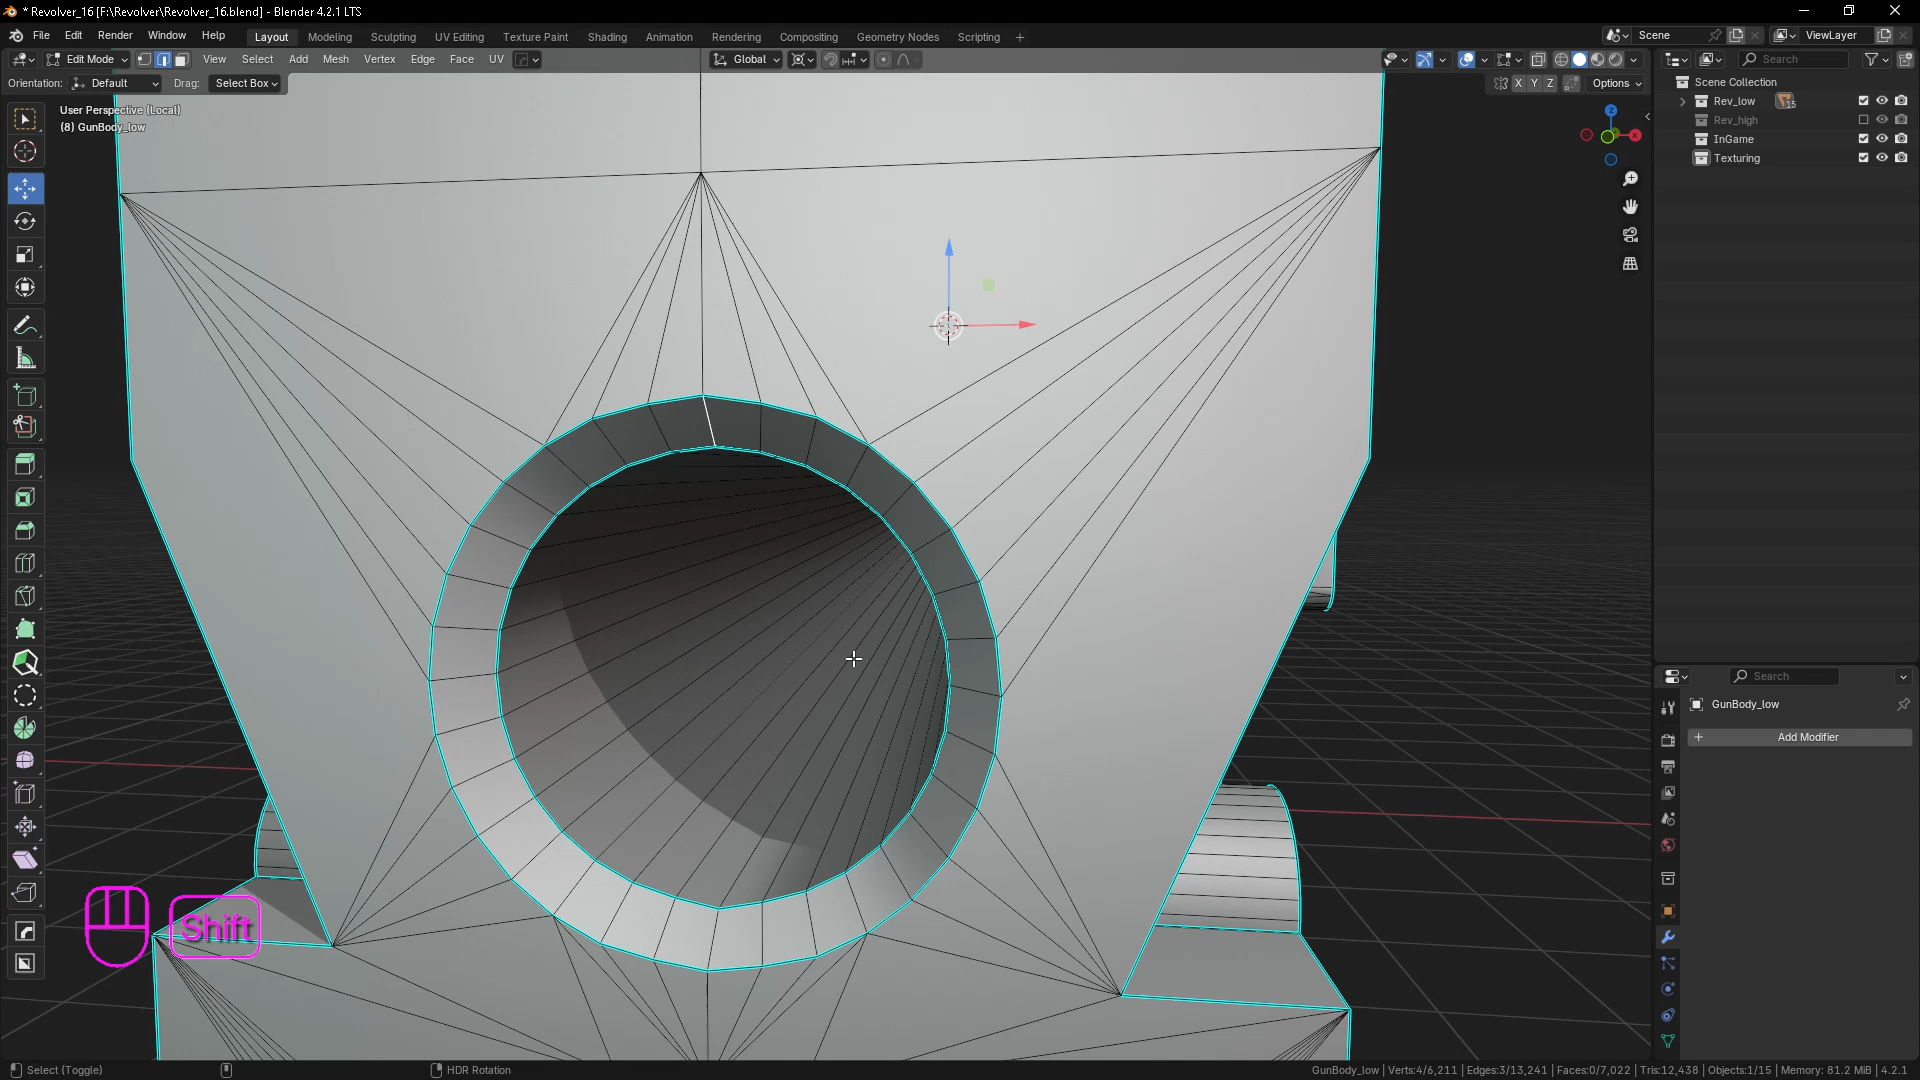 * Revolver_16 [F:\Revolver\Revolver_16.blend] - Blender 4.2.1 LTS
File Edit Render Window Help Layout Modeling Sculpting UV Editing Texture Paint Shading Animation Rendering Compositing Geometry Nodes Scripting + Scene ViewLayer
Edit Mode View Select Add Mesh Vertex Edge Face UV Global Search
Orientation: Default Drag: Select Box X Y Z Options
User Perspective (Local)
(8) GunBody_low
Z
X
Scene Collection
Rev_low 15
Rev_high
InGame
Texturing
Search
GunBody_low
+ Add Modifier
Shift
Select (Toggle) HDR Rotation GunBody_low | Verts:4/6,211 | Edges:3/13,241 | Faces:0/7,022 | Tris:12,438 | Objects:1/15 | Memory: 81.2 MiB | 4.2.1